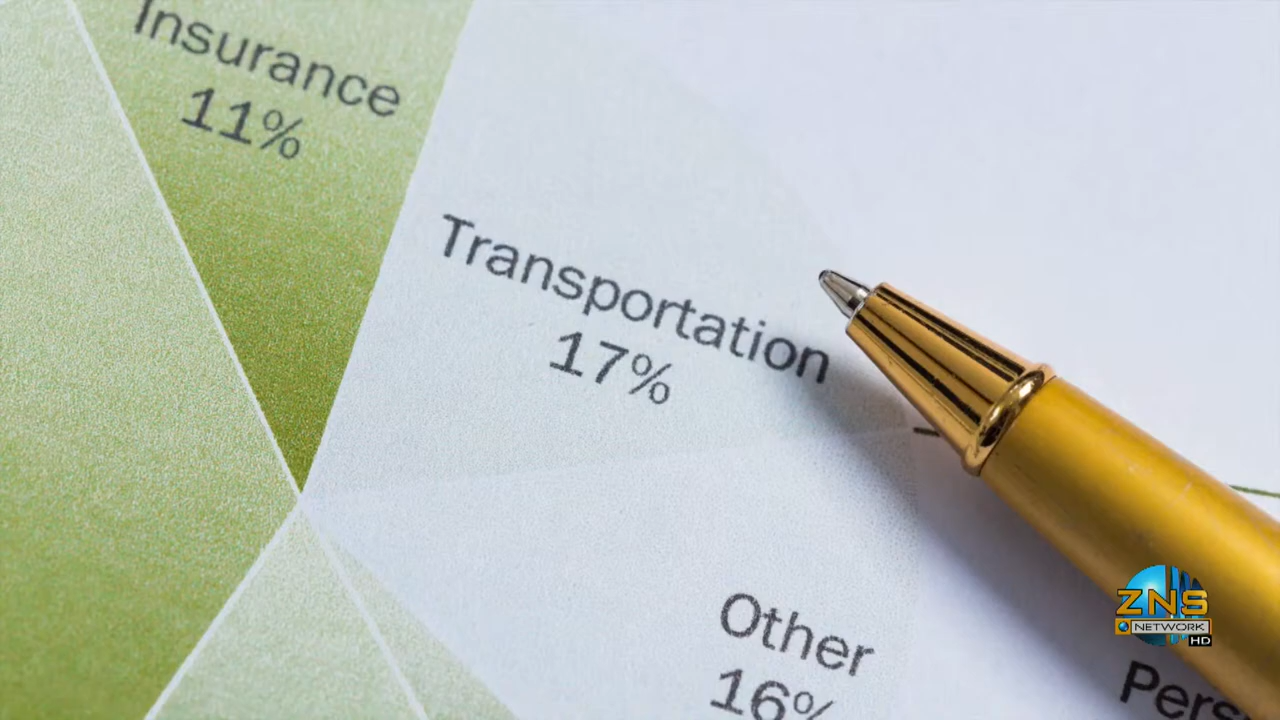 Insurance
11%
Transportation
17%
Other
16%
ZNS
NETWORK
HD